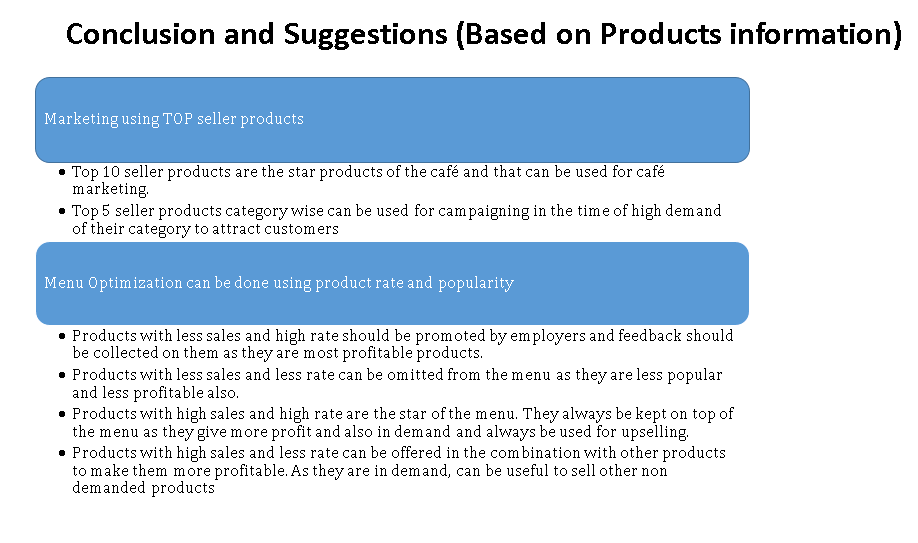 Conclusion and Suggestions (Based on Products information)
Marketing using TOP seller products
• Top 10 seller products are the star products of the café and that can be used for café
marketing.
• Top 5 seller products category wise can be used for campaigning in the time of high demand
of their category to attract customers
Menu Optimization can be done using product rate and popularity
• Products with less sales and high rate should be promoted by employers and feedback should
be collected on them as they are most profitable products.
• Products with less sales and less rate can be omitted from the menu as they are less popular
and less profitable also.
• Products with high sales and high rate are the star of the menu. They always be kept on top of
the menu as they give more profit and also in demand and always be used for upselling.
• Products with high sales and less rate can be offered in the combination with other products
to make them more profitable. As they are in demand, can be useful to sell other non
demanded products